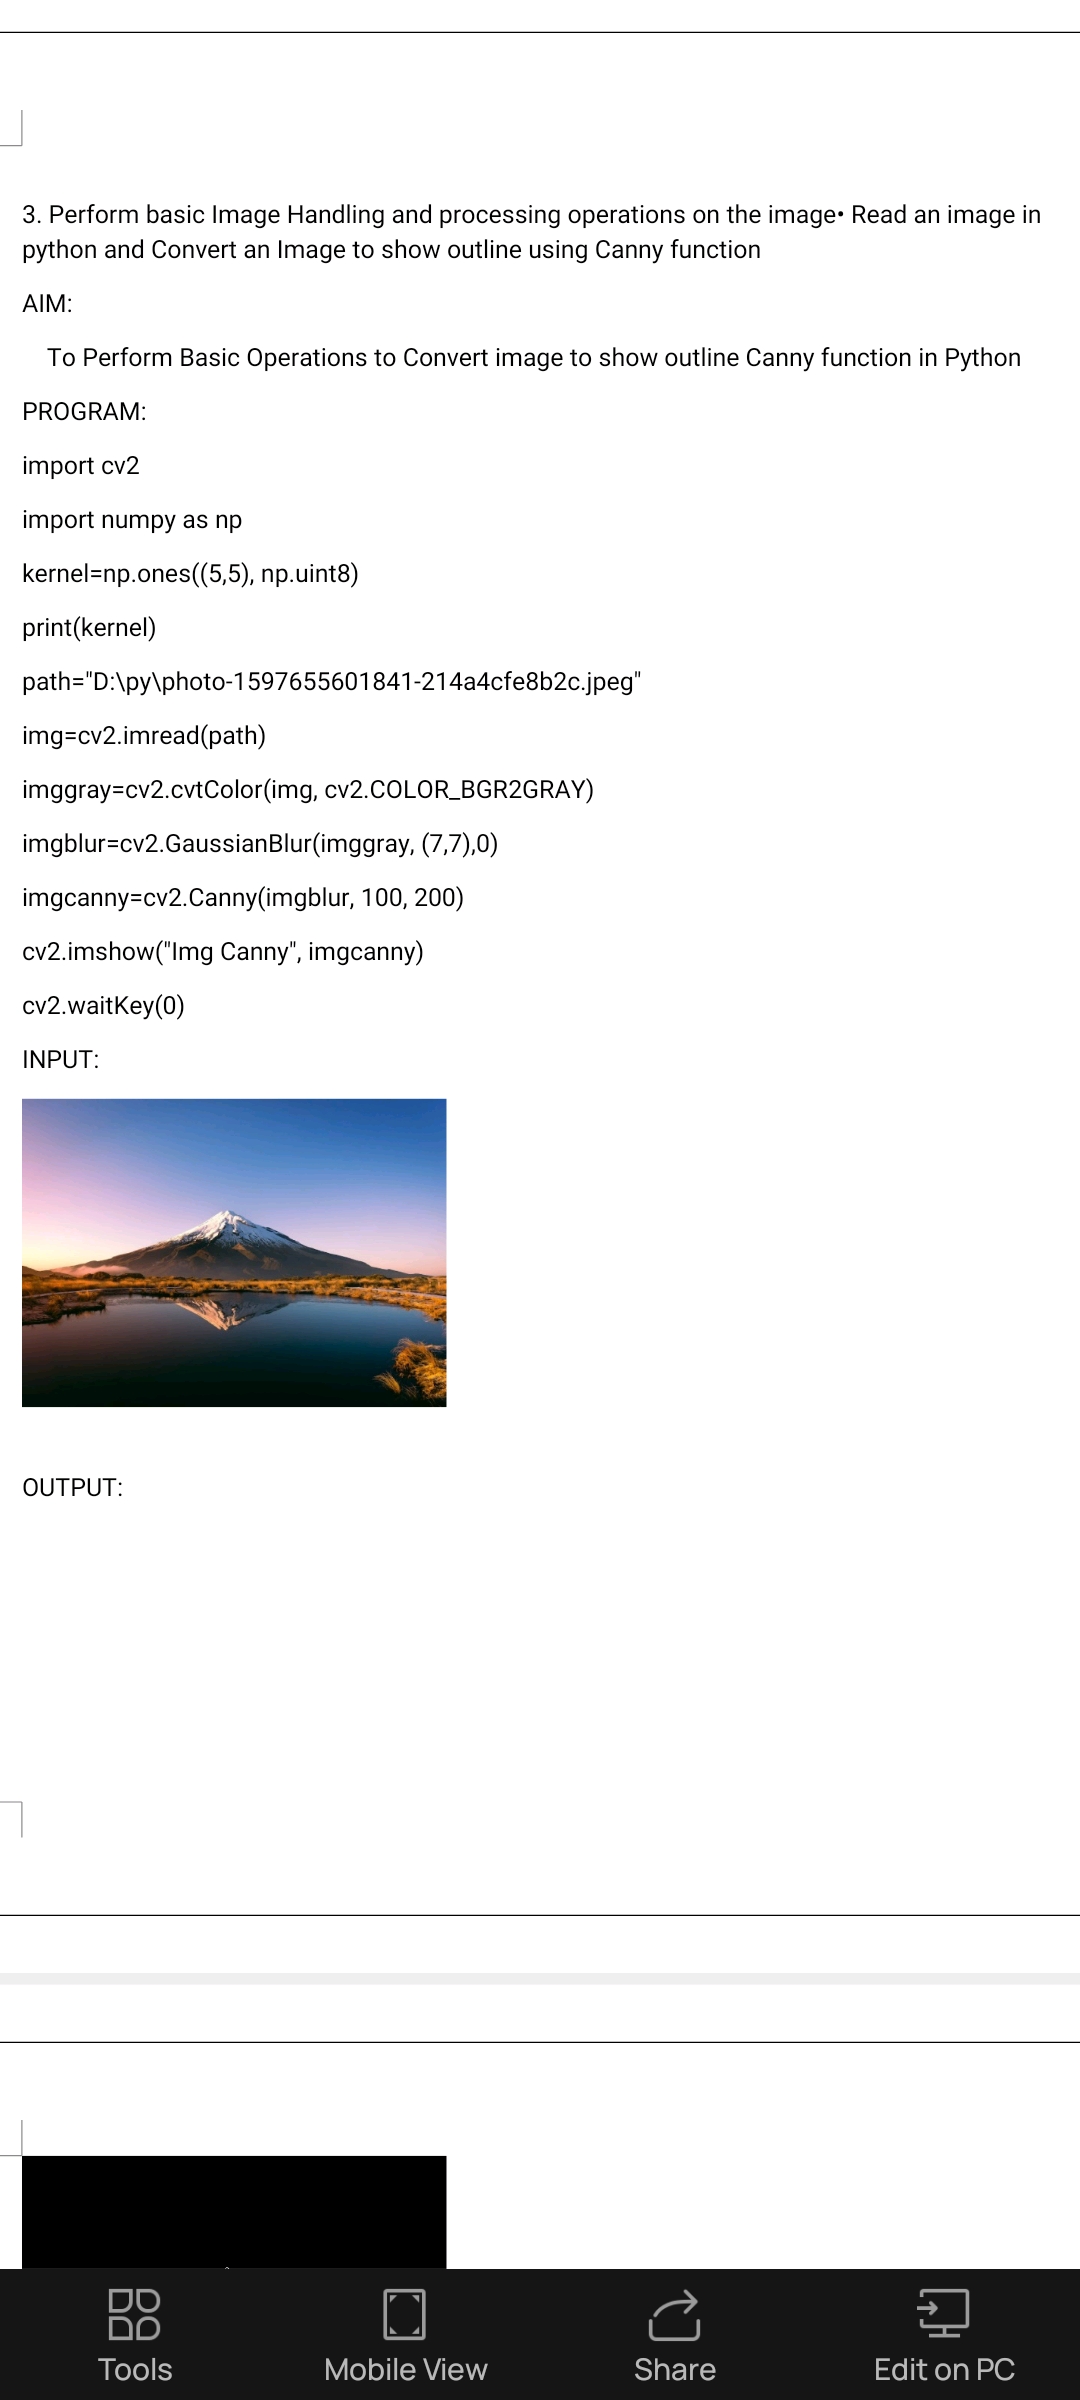 3. Perform basic Image Handling and processing operations on the image• Read an image in
python and Convert an Image to show outline using Canny function
AIM:
To Perform Basic Operations to Convert image to show outline Canny function in Python
PROGRAM:
import cv2
import numpy as np
kernel=np.ones((5,5), np.uint8)
print(kernel)
path="D:\py\photo-1597655601841-214a4cfe8b2c.jpeg"
img=cv2.imread(path)
imggray=cv2.cvtColor(img, cv2.COLOR_BGR2GRAY)
imgblur=cv2.GaussianBlur(imggray, (7,7),0)
imgcanny=cv2.Canny(imgblur, 100, 200)
cv2.imshow("Img Canny", imgcanny)
cv2.waitKey(0)
INPUT:
OUTPUT:
Tools Mobile View Share Edit on PC